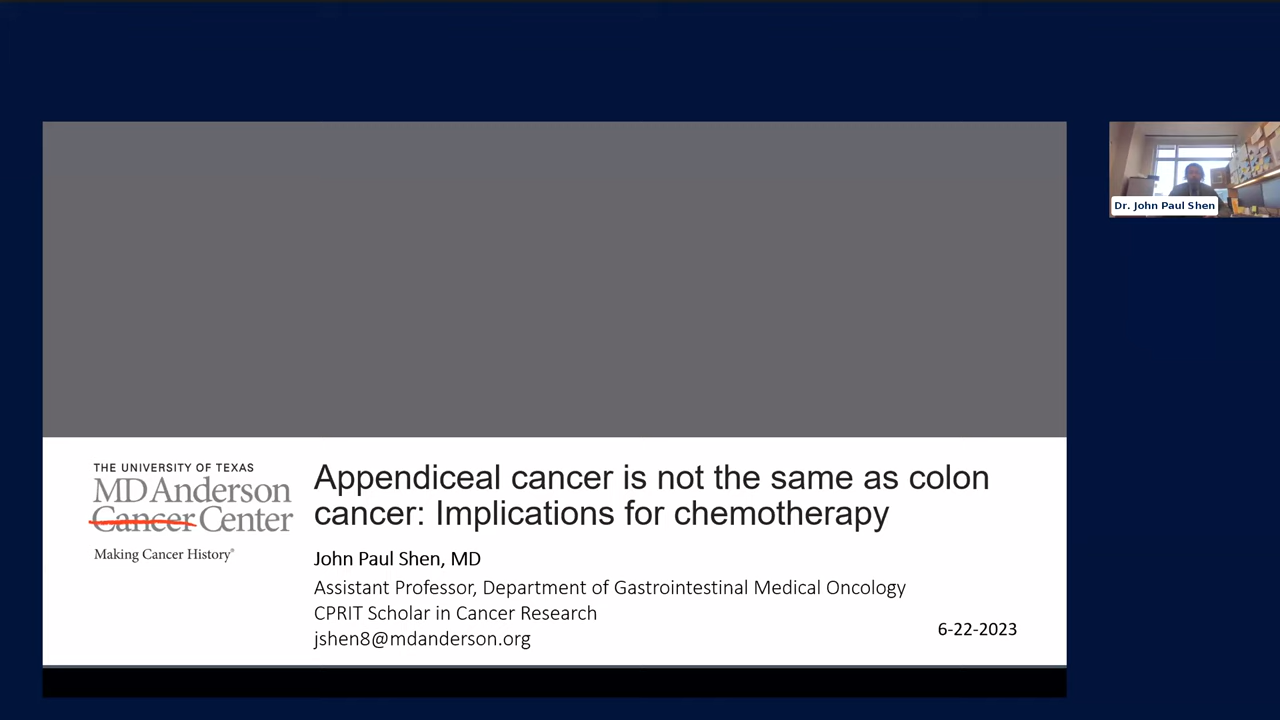 Dr. John Paul Shen
THE UNIVERSITY OF TEXAS
MD Anderson
Cancer Center
Making Cancer History®
Appendiceal cancer is not the same as colon
cancer: Implications for chemotherapy
John Paul Shen, MD
Assistant Professor, Department of Gastrointestinal Medical Oncology
CPRIT Scholar in Cancer Research
jshen8@mdanderson.org
6-22-2023